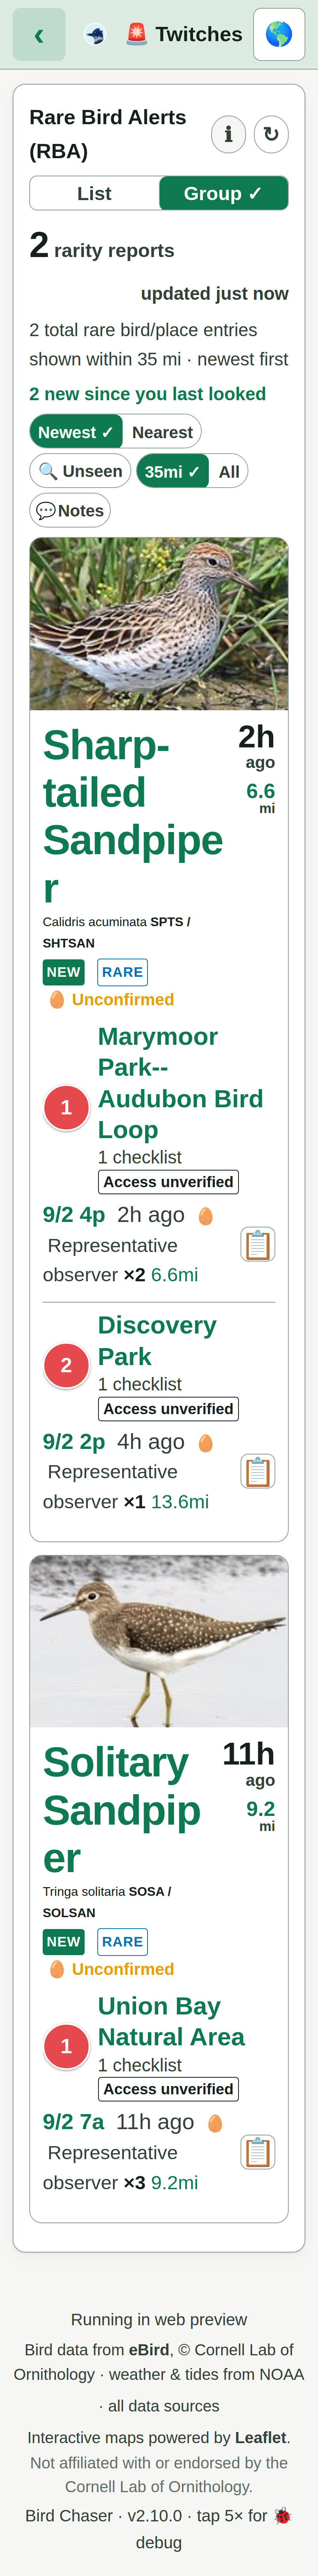 ‹ 🚨 Twitches 🌎
Rare Bird Alerts
(RBA)
ℹ ↻
List Group ✓
2 rarity reports
updated just now
2 total rare bird/place entries
shown within 35 mi · newest first
2 new since you last looked
Newest ✓ Nearest
🔍 Unseen 35mi ✓ All
💬 Notes
Sharp-
tailed
Sandpipe
r
2h
ago
6.6
mi
Calidris acuminata SPTS /
SHTSAN
NEW RARE
🥚 Unconfirmed
1
Marymoor
Park--
Audubon Bird
Loop
1 checklist
Access unverified
9/2 4p 2h ago 🥚
Representative
observer ×2 6.6mi
📋
2
Discovery
Park
1 checklist
Access unverified
9/2 2p 4h ago 🥚
Representative
observer ×1 13.6mi
📋
Solitary
Sandpip
er
11h
ago
9.2
mi
Tringa solitaria SOSA /
SOLSAN
NEW RARE
🥚 Unconfirmed
1
Union Bay
Natural Area
1 checklist
Access unverified
9/2 7a 11h ago 🥚
Representative
observer ×3 9.2mi
📋
Running in web preview
Bird data from eBird, © Cornell Lab of
Ornithology · weather & tides from NOAA
· all data sources
Interactive maps powered by Leaflet.
Not affiliated with or endorsed by the
Cornell Lab of Ornithology.
Bird Chaser · v2.10.0 · tap 5× for 🐞
debug